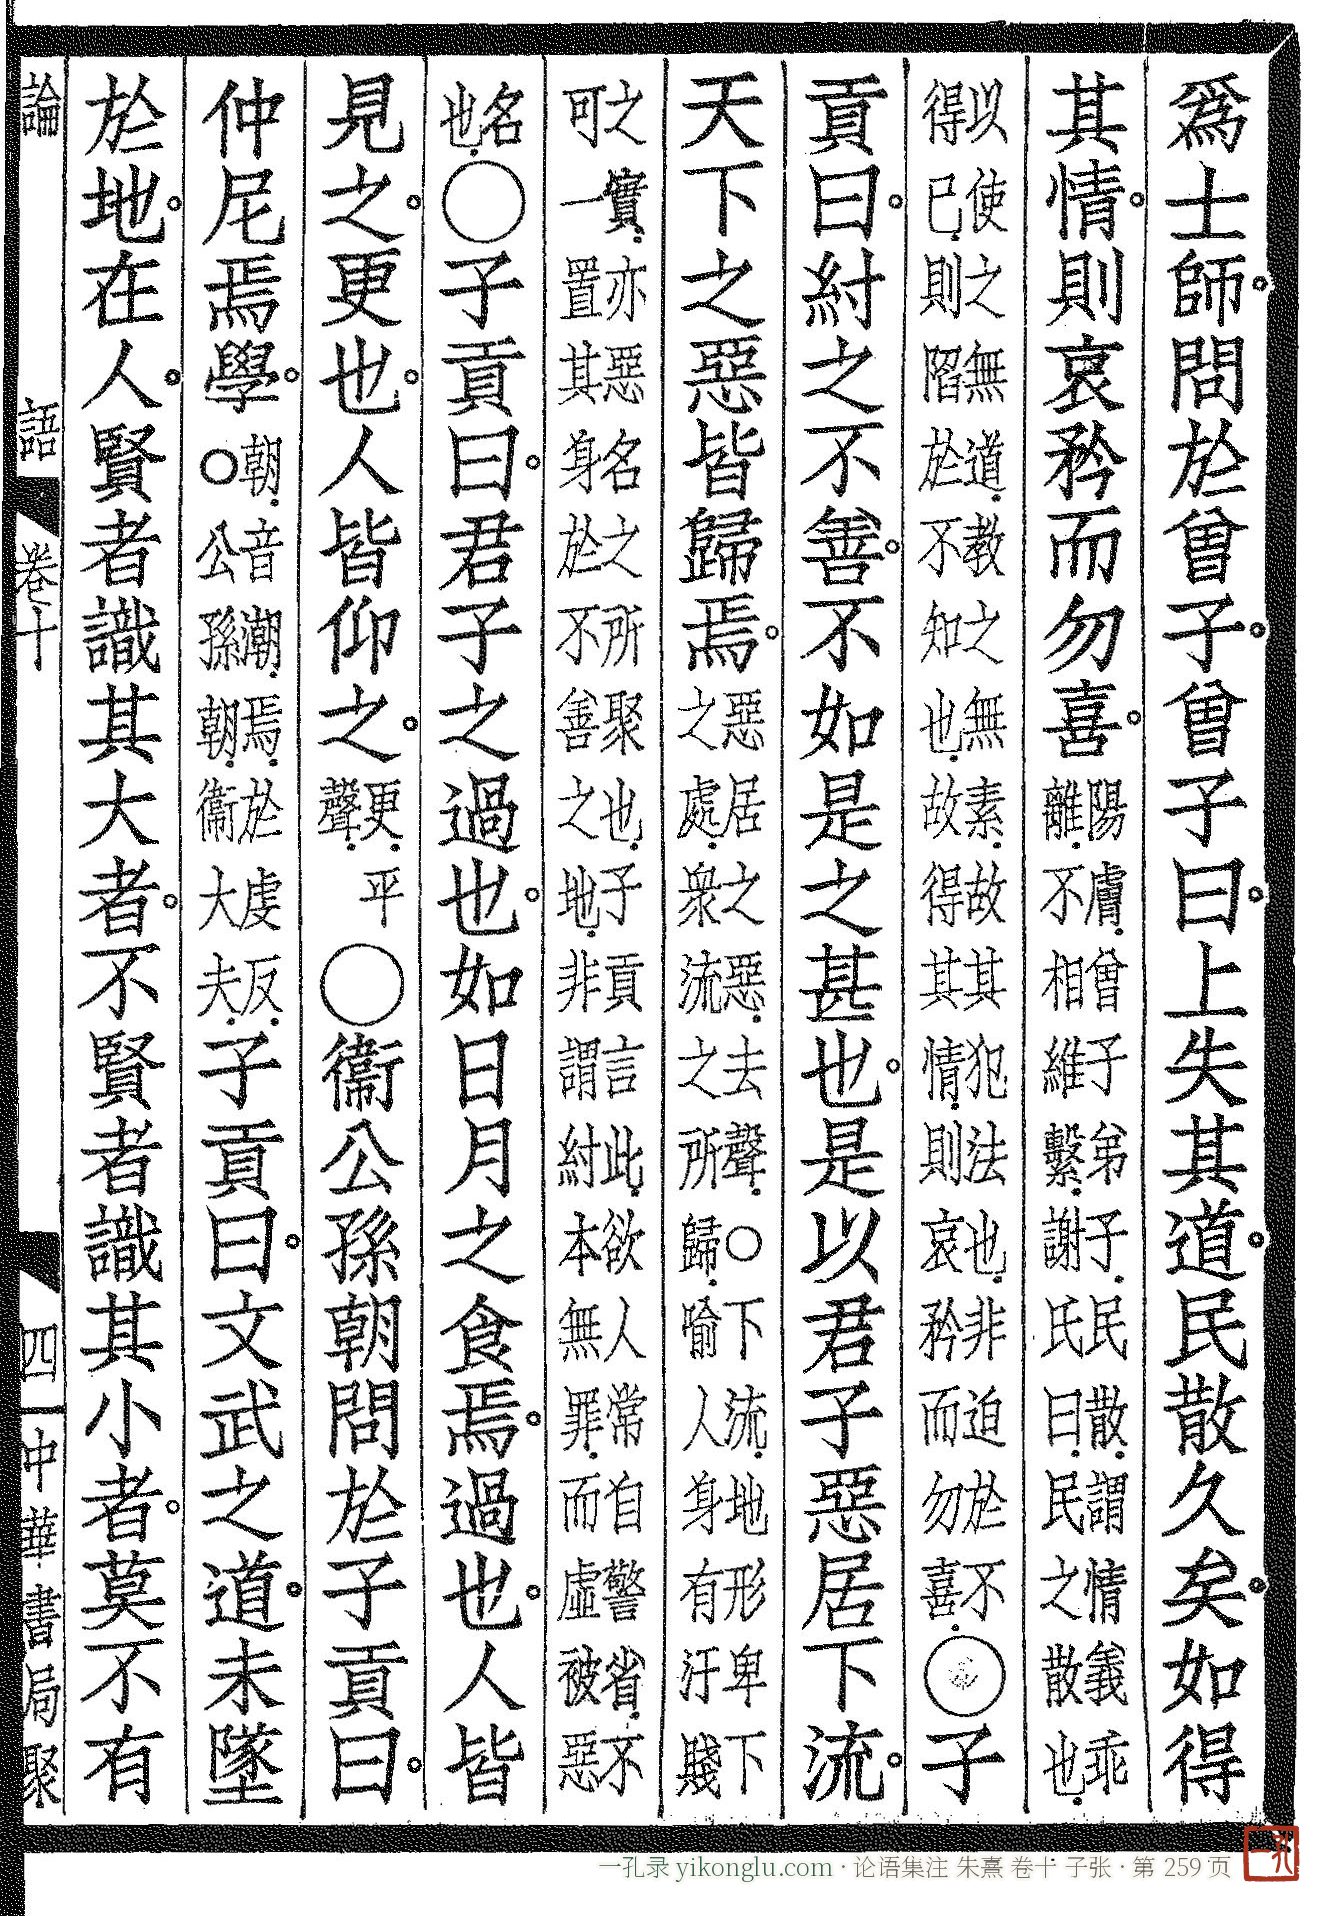 爲士師。問於曾子。曾子曰。上失其道。民散久矣。如得
其情。則哀矜而勿喜。陽膚。曾子弟子。民散。謂情義乖離。不相維繫。謝氏曰。民之散也。
以使之無道。教之無素。故其犯法也。非迫於不得已。則陷於不知也。故得其情。則哀矜而勿喜。○子
貢曰。紂之不善。不如是之甚也。是以君子惡居下流。
天下之惡皆歸焉。惡居之惡。去聲。○下流。地形卑下之處。衆流之所歸。喻人身有汙賤
之實。亦惡名之所聚也。子貢言此。欲人常自警省。不可一置其身於不善之地。非謂紂本無罪。而虛被惡
名也。○子貢曰。君子之過也。如日月之食焉。過也。人皆
見之。更也。人皆仰之。更。平聲。○衞公孫朝問於子貢曰。
仲尼焉學。朝。音潮。焉。於虔反。○公孫朝。衞大夫。子貢曰。文武之道。未墜
於地。在人。賢者識其大者。不賢者識其小者。莫不有
論語 卷十 四 中華書局聚
一孔录 yikonglu.com · 论语集注 朱熹 卷十 子张 · 第 259 页
一孔